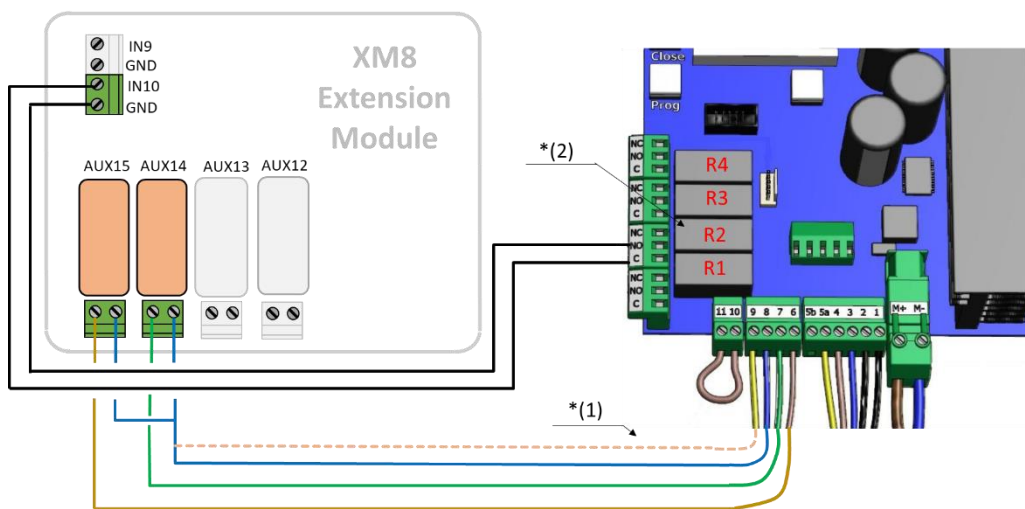 IN9
GND
IN10
GND
XM8
Extension
Module
AUX15
AUX14
AUX13
AUX12
*(2)
*(1)
Close
Prog
NC
NO
C
NC
NO
C
NC
NO
C
NC
NO
C
R4
R3
R2
R1
11 10
9 8 7 6
5b 5a 4 3 2 1
M+ M-